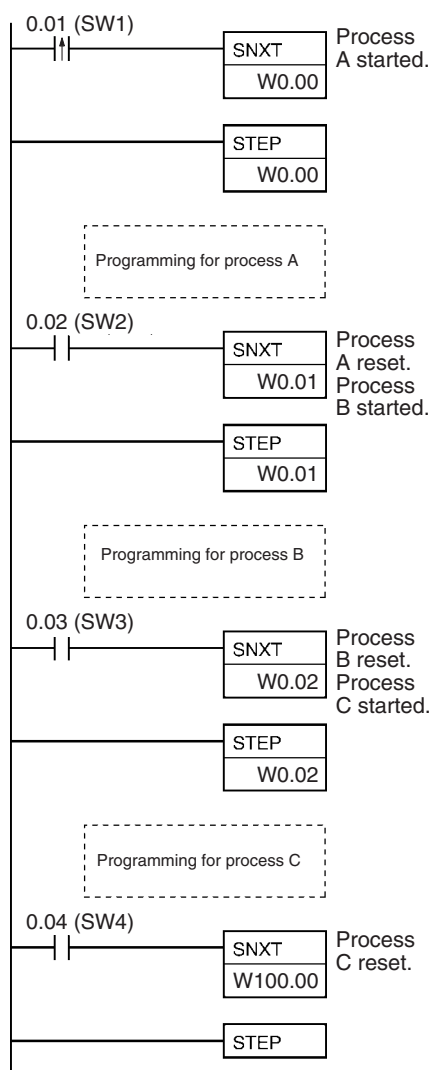 0.01 (SW1)
SNXT
W0.00
Process
A started.
STEP
W0.00
Programming for process A
0.02 (SW2)
SNXT
W0.01
Process
A reset.
Process
B started.
STEP
W0.01
Programming for process B
0.03 (SW3)
SNXT
W0.02
Process
B reset.
Process
C started.
STEP
W0.02
Programming for process C
0.04 (SW4)
SNXT
W100.00
Process
C reset.
STEP